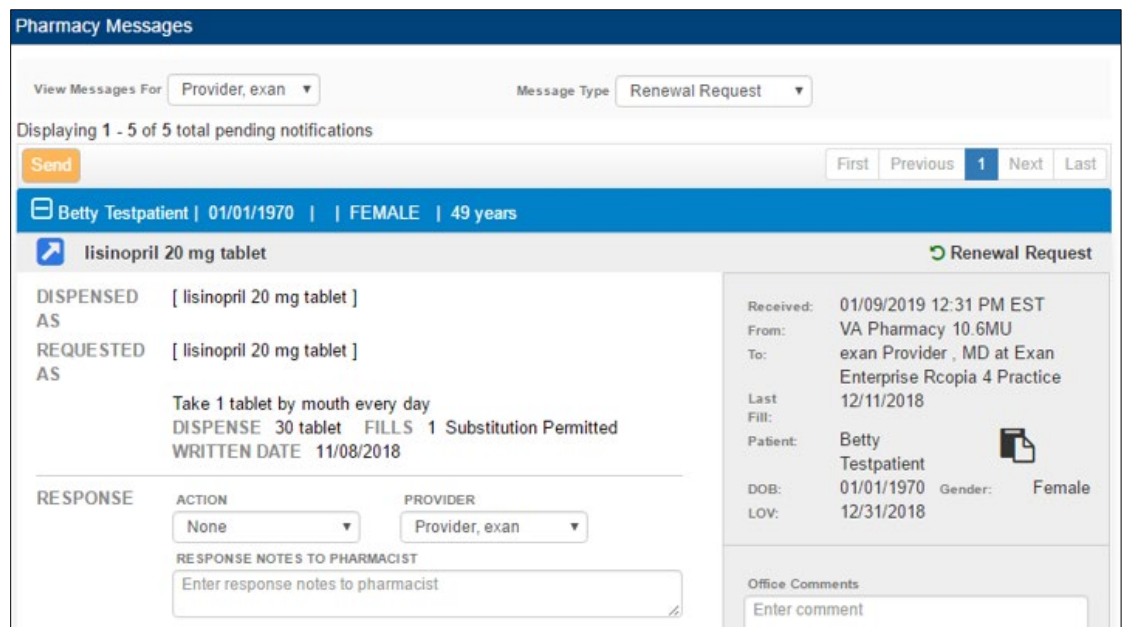 Pharmacy Messages
View Messages For Provider, exan Message Type Renewal Request
Displaying 1 - 5 of 5 total pending notifications
Send First Previous 1 Next Last
Betty Testpatient | 01/01/1970 | | FEMALE | 49 years
lisinopril 20 mg tablet Renewal Request
DISPENSED AS [ lisinopril 20 mg tablet ]
REQUESTED AS [ lisinopril 20 mg tablet ]
Take 1 tablet by mouth every day
DISPENSE 30 tablet FILLS 1 Substitution Permitted
WRITTEN DATE 11/08/2018
RESPONSE ACTION PROVIDER
None Provider, exan
RESPONSE NOTES TO PHARMACIST
Enter response notes to pharmacist
Received: 01/09/2019 12:31 PM EST
From: VA Pharmacy 10.6MU
To: exan Provider , MD at Exan
Enterprise Rcopia 4 Practice
Last Fill: 12/11/2018
Patient: Betty
Testpatient
DOB: 01/01/1970 Gender: Female
LOV: 12/31/2018
Office Comments
Enter comment